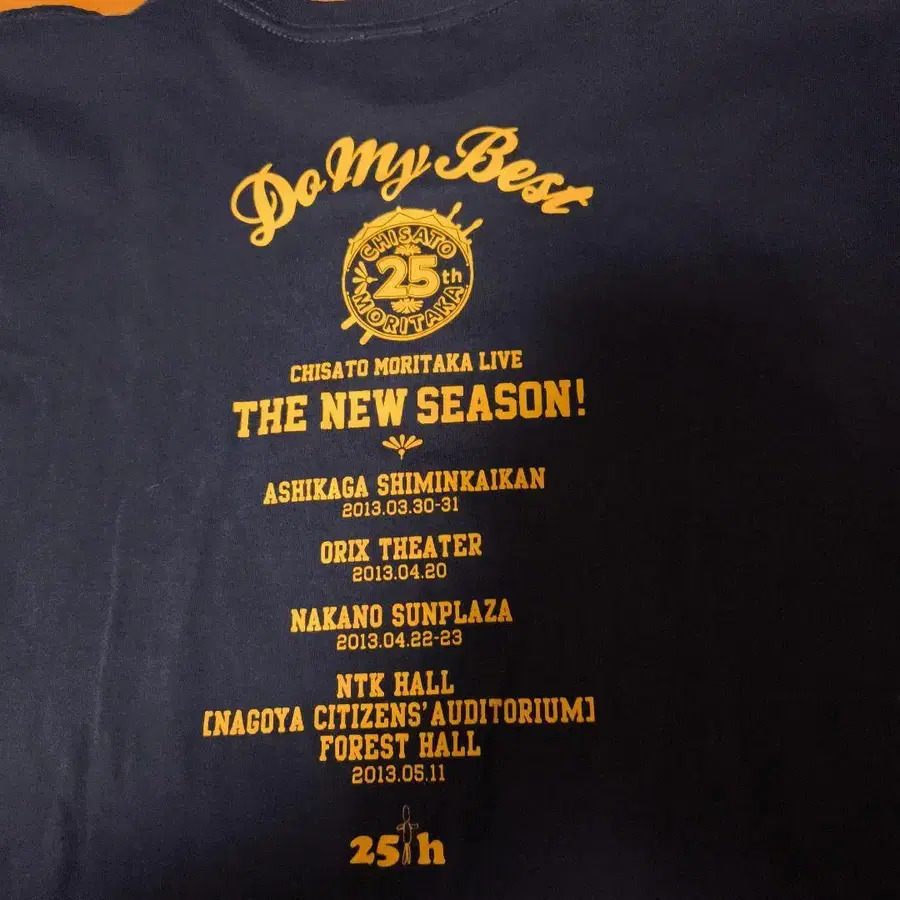 Do My Best
CHISATO
25th
MORITAKA
CHISATO MORITAKA LIVE
THE NEW SEASON!
ASHIKAGA SHIMINKAIKAN
2013.03.30-31
ORIX THEATER
2013.04.20
NAKANO SUNPLAZA
2013.04.22-23
NTK HALL
[NAGOYA CITIZENS' AUDITORIUM]
FOREST HALL
2013.05.11
25th